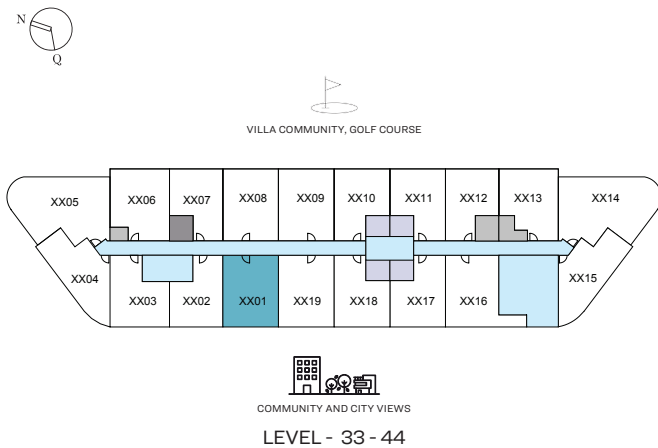 N
Q
VILLA COMMUNITY, GOLF COURSE
XX05
XX06
XX07
XX08
XX09
XX10
XX11
XX12
XX13
XX14
XX04
XX03
XX02
XX01
XX19
XX18
XX17
XX16
XX15
COMMUNITY AND CITY VIEWS
LEVEL - 33 - 44